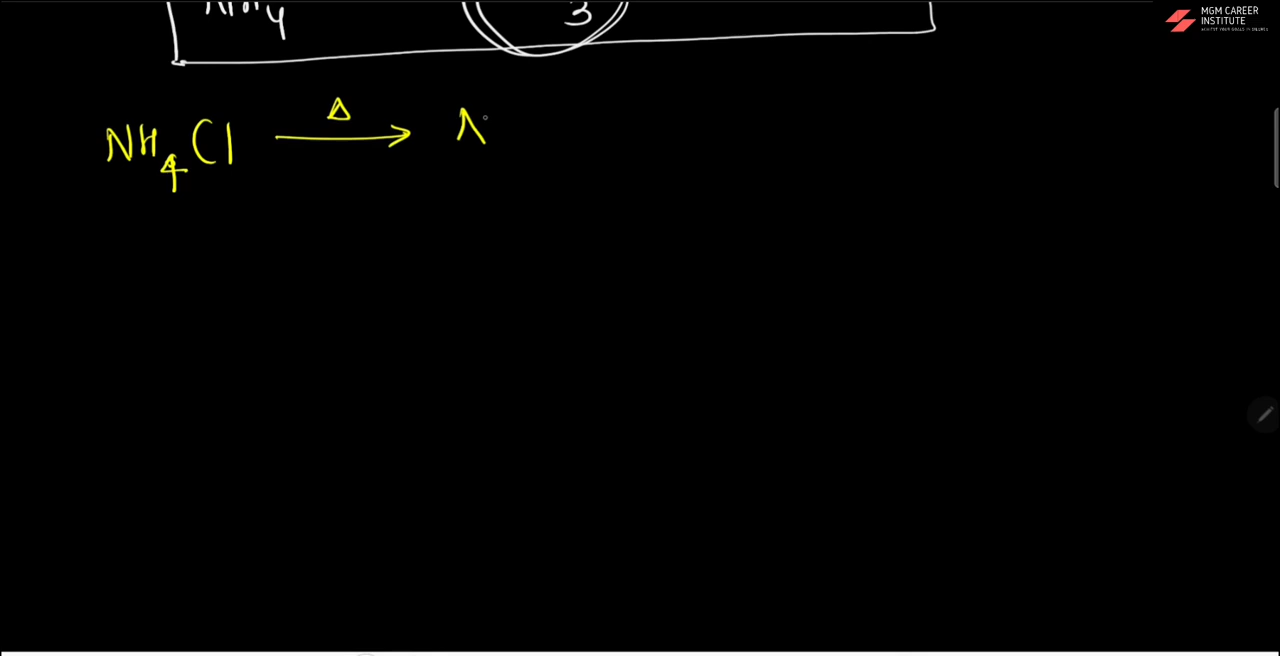 3
MGM CAREER
INSTITUTE
NH₄Cl —Δ→